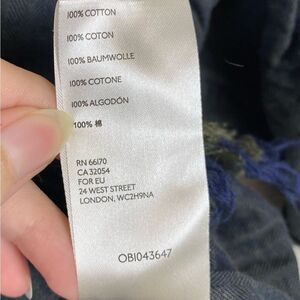 100% COTTON
100% COTON
100% BAUMWOLLE
100% COTONE
100% ALGODÓN
100% 棉
RN 66170
CA 32054
FOR EU
24 WEST STREET
LONDON, WC2H9NA
OBI043647